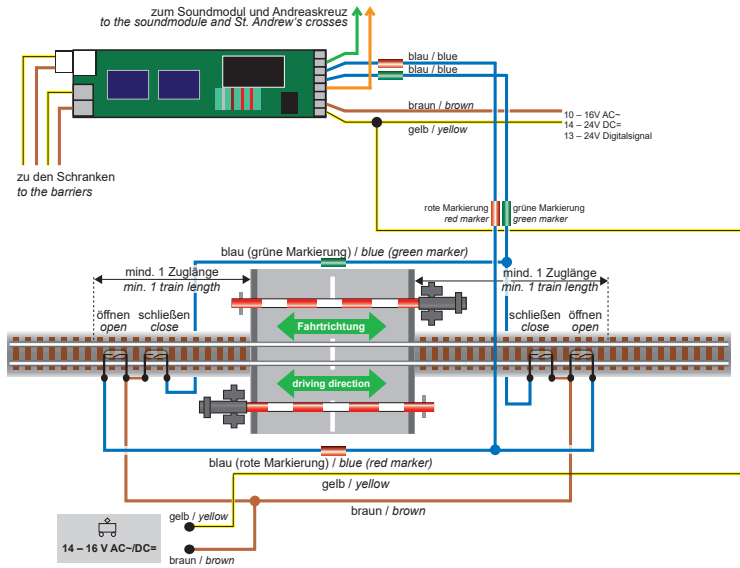 zum Soundmodul und Andreaskreuz
to the soundmodule and St. Andrew's crosses
blau / blue
blau / blue
braun / brown
gelb / yellow
10 – 16V AC~
14 – 24V DC=
13 – 24V Digitalsignal
zu den Schranken
to the barriers
rote Markierung
red marker
grüne Markierung
green marker
blau (grüne Markierung) / blue (green marker)
mind. 1 Zuglänge
min. 1 train length
mind. 1 Zuglänge
min. 1 train length
öffnen
open
schließen
close
Fahrtrichtung
schließen
close
öffnen
open
driving direction
blau (rote Markierung) / blue (red marker)
gelb / yellow
braun / brown
gelb / yellow
14 – 16 V AC~/DC=
braun / brown